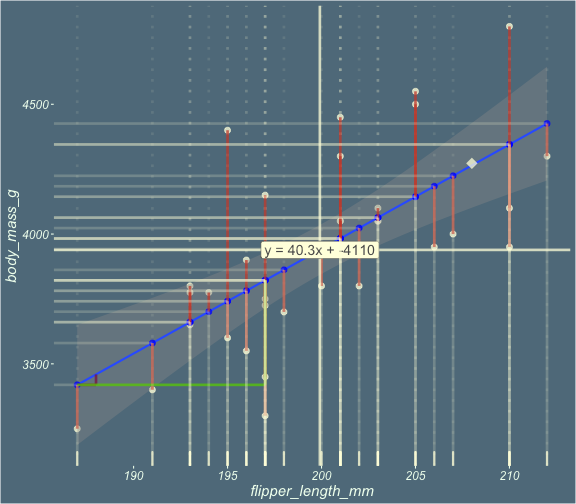 body_mass_g
4500
4000
3500
y = 40.3x + -4110
190
195
200
205
210
flipper_length_mm